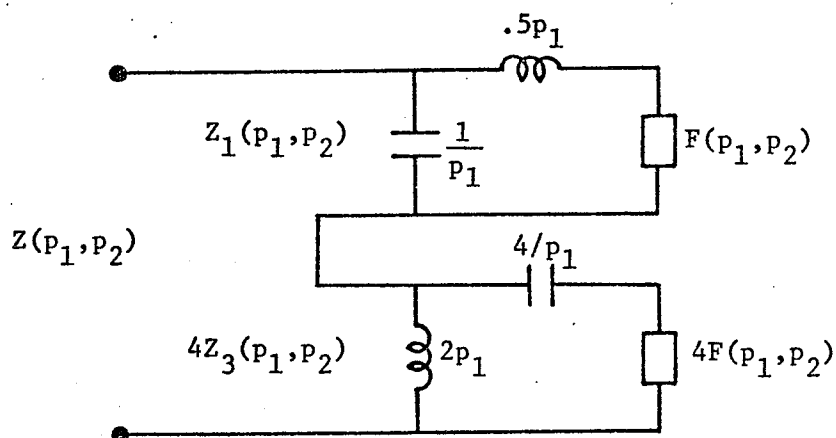 .5p₁
Z₁(p₁,p₂)
1/p₁
F(p₁,p₂)
Z(p₁,p₂)
4/p₁
4Z₃(p₁,p₂)
2p₁
4F(p₁,p₂)